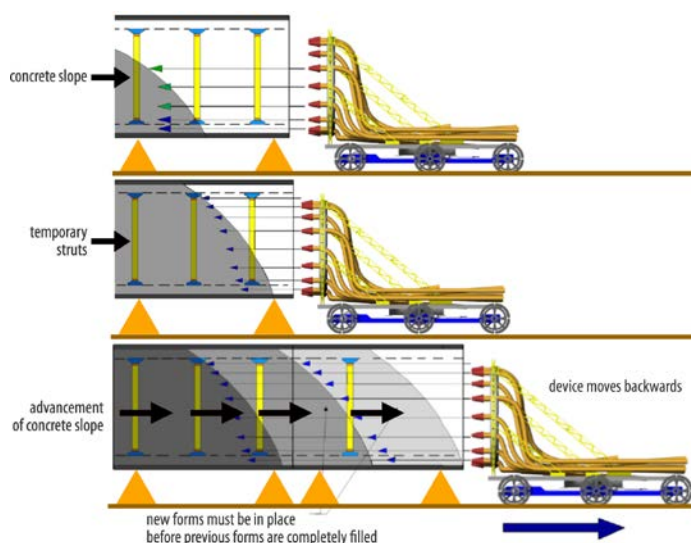 concrete slope
temporary
struts
advancement
of concrete slope
device moves backwards
new forms must be in place
before previous forms are completely filled